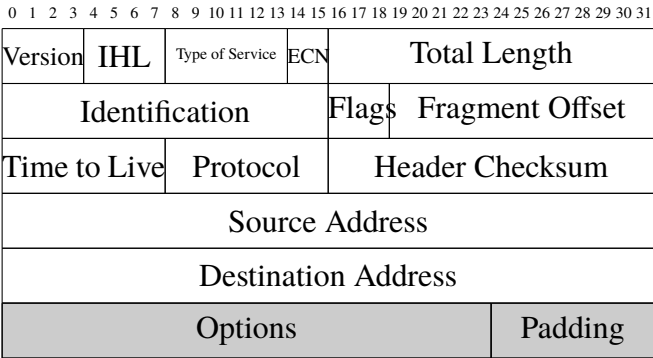 0 1 2 3 4 5 6 7 8 9 10 11 12 13 14 15 16 17 18 19 20 21 22 23 24 25 26 27 28 29 30 31
Version IHL Type of Service ECN Total Length
Identification Flags Fragment Offset
Time to Live Protocol Header Checksum
Source Address
Destination Address
Options Padding